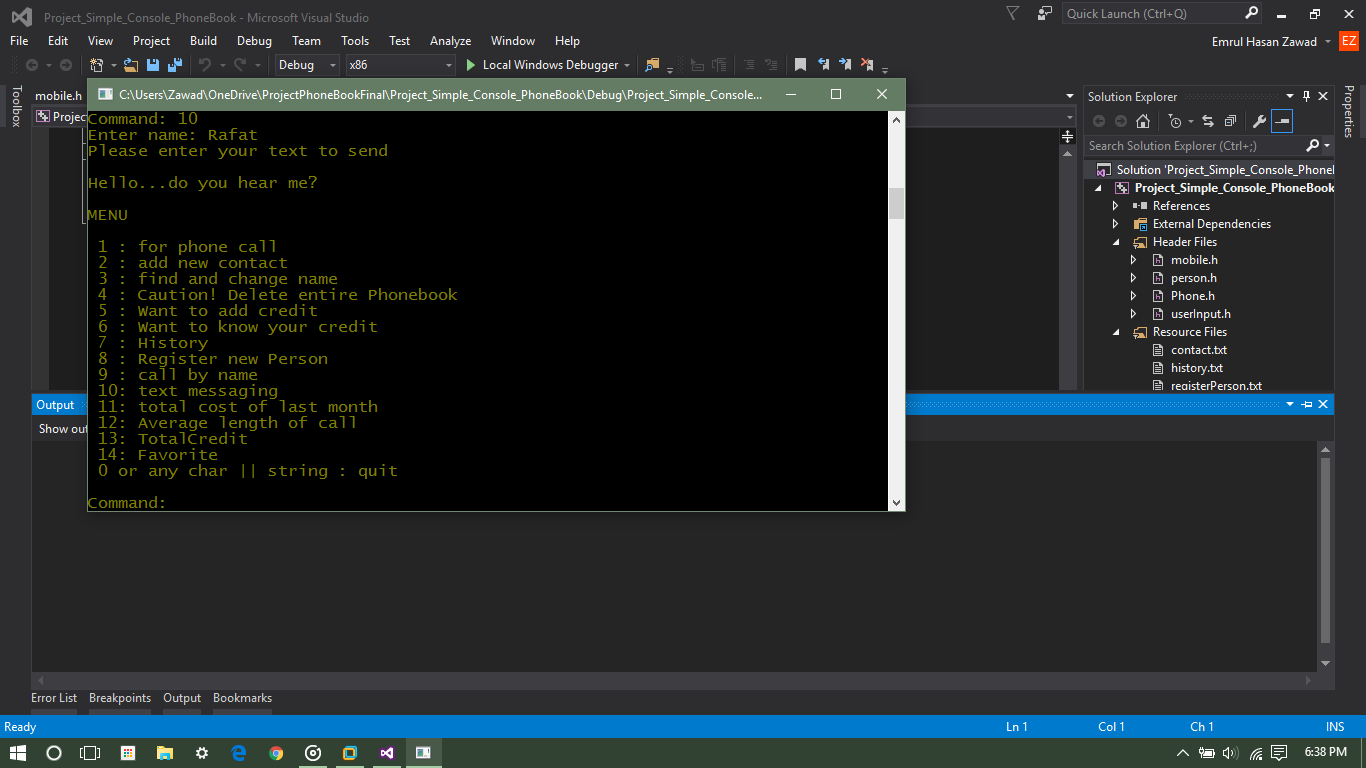 Project_Simple_Console_PhoneBook - Microsoft Visual Studio
Quick Launch (Ctrl+Q)
File Edit View Project Build Debug Team Tools Test Analyze Window Help
Emrul Hasan Zawad EZ
Debug x86 Local Windows Debugger
Toolbox
mobile.h
C:\Users\Zawad\OneDrive\ProjectPhoneBookFinal\Project_Simple_Console_PhoneBook\Debug\Project_Simple_Console...
Command: 10
Enter name: Rafat
Please enter your text to send
Hello...do you hear me?
MENU
1 : for phone call
2 : add new contact
3 : find and change name
4 : Caution! Delete entire Phonebook
5 : Want to add credit
6 : Want to know your credit
7 : History
8 : Register new Person
9 : call by name
10: text messaging
11: total cost of last month
12: Average length of call
13: TotalCredit
14: Favorite
0 or any char || string : quit
Command:
Solution Explorer
Search Solution Explorer (Ctrl+;)
Solution 'Project_Simple_Console_Phonel
Project_Simple_Console_PhoneBook
References
External Dependencies
Header Files
mobile.h
person.h
Phone.h
userInput.h
Resource Files
contact.txt
history.txt
registerPerson.txt
Properties
Output
Show out
Error List Breakpoints Output Bookmarks
Ready Ln 1 Col 1 Ch 1 INS
6:38 PM